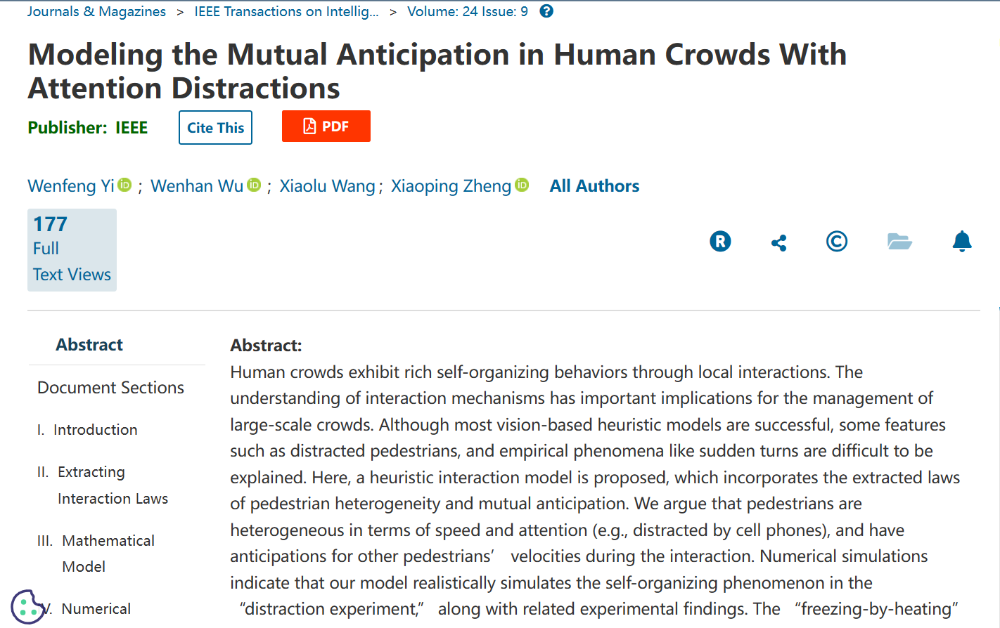 Journals & Magazines > IEEE Transactions on Intellig... > Volume: 24 Issue: 9 ?
Modeling the Mutual Anticipation in Human Crowds With
Attention Distractions
Publisher: IEEE Cite This PDF
Wenfeng Yi iD ; Wenhan Wu iD ; Xiaolu Wang ; Xiaoping Zheng iD All Authors
177
Full
Text Views
R
©
Abstract
Document Sections
I. Introduction
II. Extracting
Interaction Laws
III. Mathematical
Model
V. Numerical
Abstract:
Human crowds exhibit rich self-organizing behaviors through local interactions. The
understanding of interaction mechanisms has important implications for the management of
large-scale crowds. Although most vision-based heuristic models are successful, some features
such as distracted pedestrians, and empirical phenomena like sudden turns are difficult to be
explained. Here, a heuristic interaction model is proposed, which incorporates the extracted laws
of pedestrian heterogeneity and mutual anticipation. We argue that pedestrians are
heterogeneous in terms of speed and attention (e.g., distracted by cell phones), and have
anticipations for other pedestrians’ velocities during the interaction. Numerical simulations
indicate that our model realistically simulates the self-organizing phenomenon in the
“distraction experiment,” along with related experimental findings. The “freezing-by-heating”